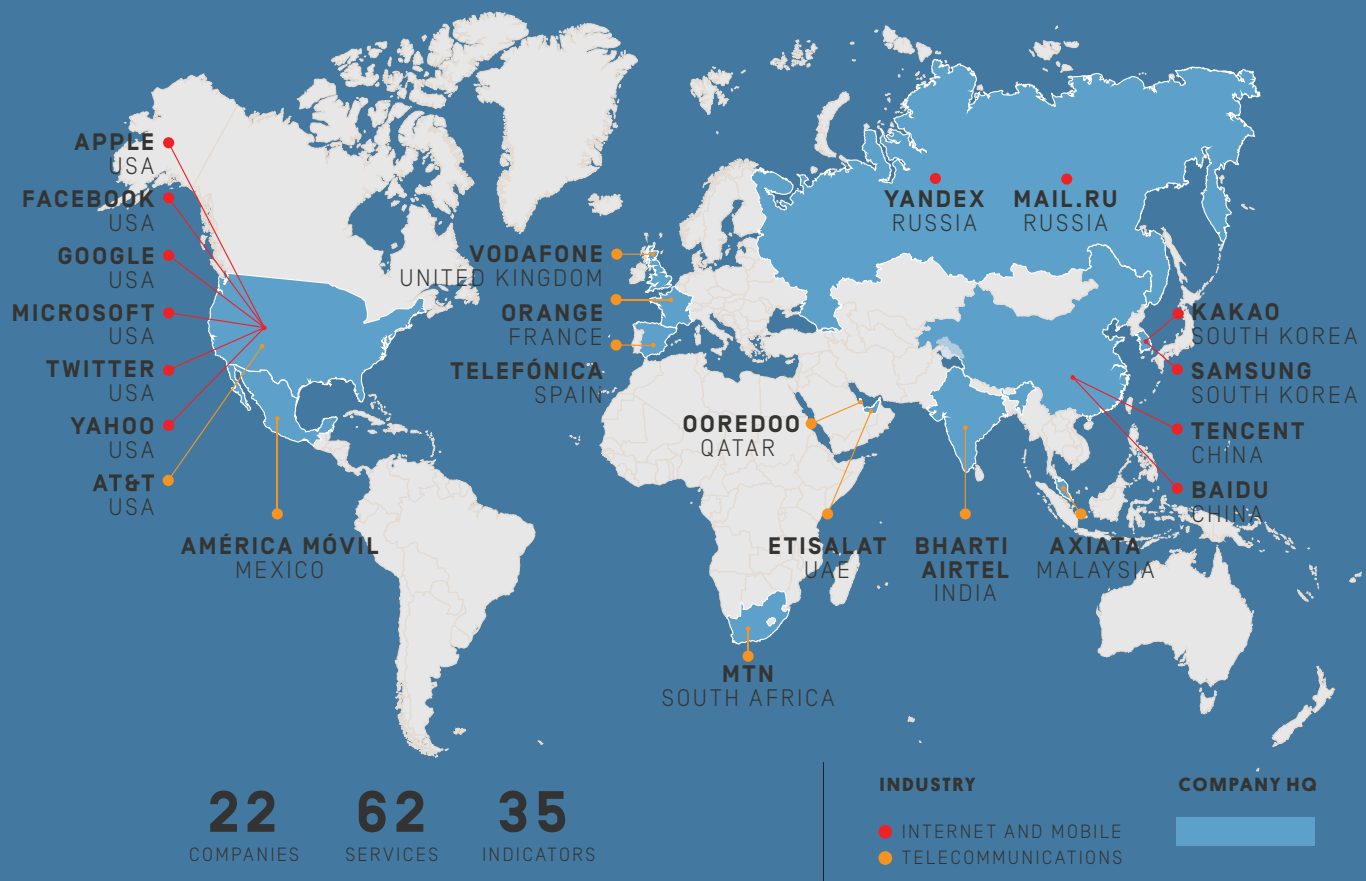 APPLE
USA
FACEBOOK
USA
GOOGLE
USA
MICROSOFT
USA
TWITTER
USA
YAHOO
USA
AT&T
USA
AMÉRICA MÓVIL
MEXICO
VODAFONE
UNITED KINGDOM
ORANGE
FRANCE
TELEFÓNICA
SPAIN
OOREDOO
QATAR
ETISALAT
UAE
BHARTI
AIRTEL
INDIA
AXIATA
MALAYSIA
MTN
SOUTH AFRICA
YANDEX
RUSSIA
MAIL.RU
RUSSIA
KAKAO
SOUTH KOREA
SAMSUNG
SOUTH KOREA
TENCENT
CHINA
BAIDU
CHINA
22
COMPANIES
62
SERVICES
35
INDICATORS
INDUSTRY
INTERNET AND MOBILE
TELECOMMUNICATIONS
COMPANY HQ